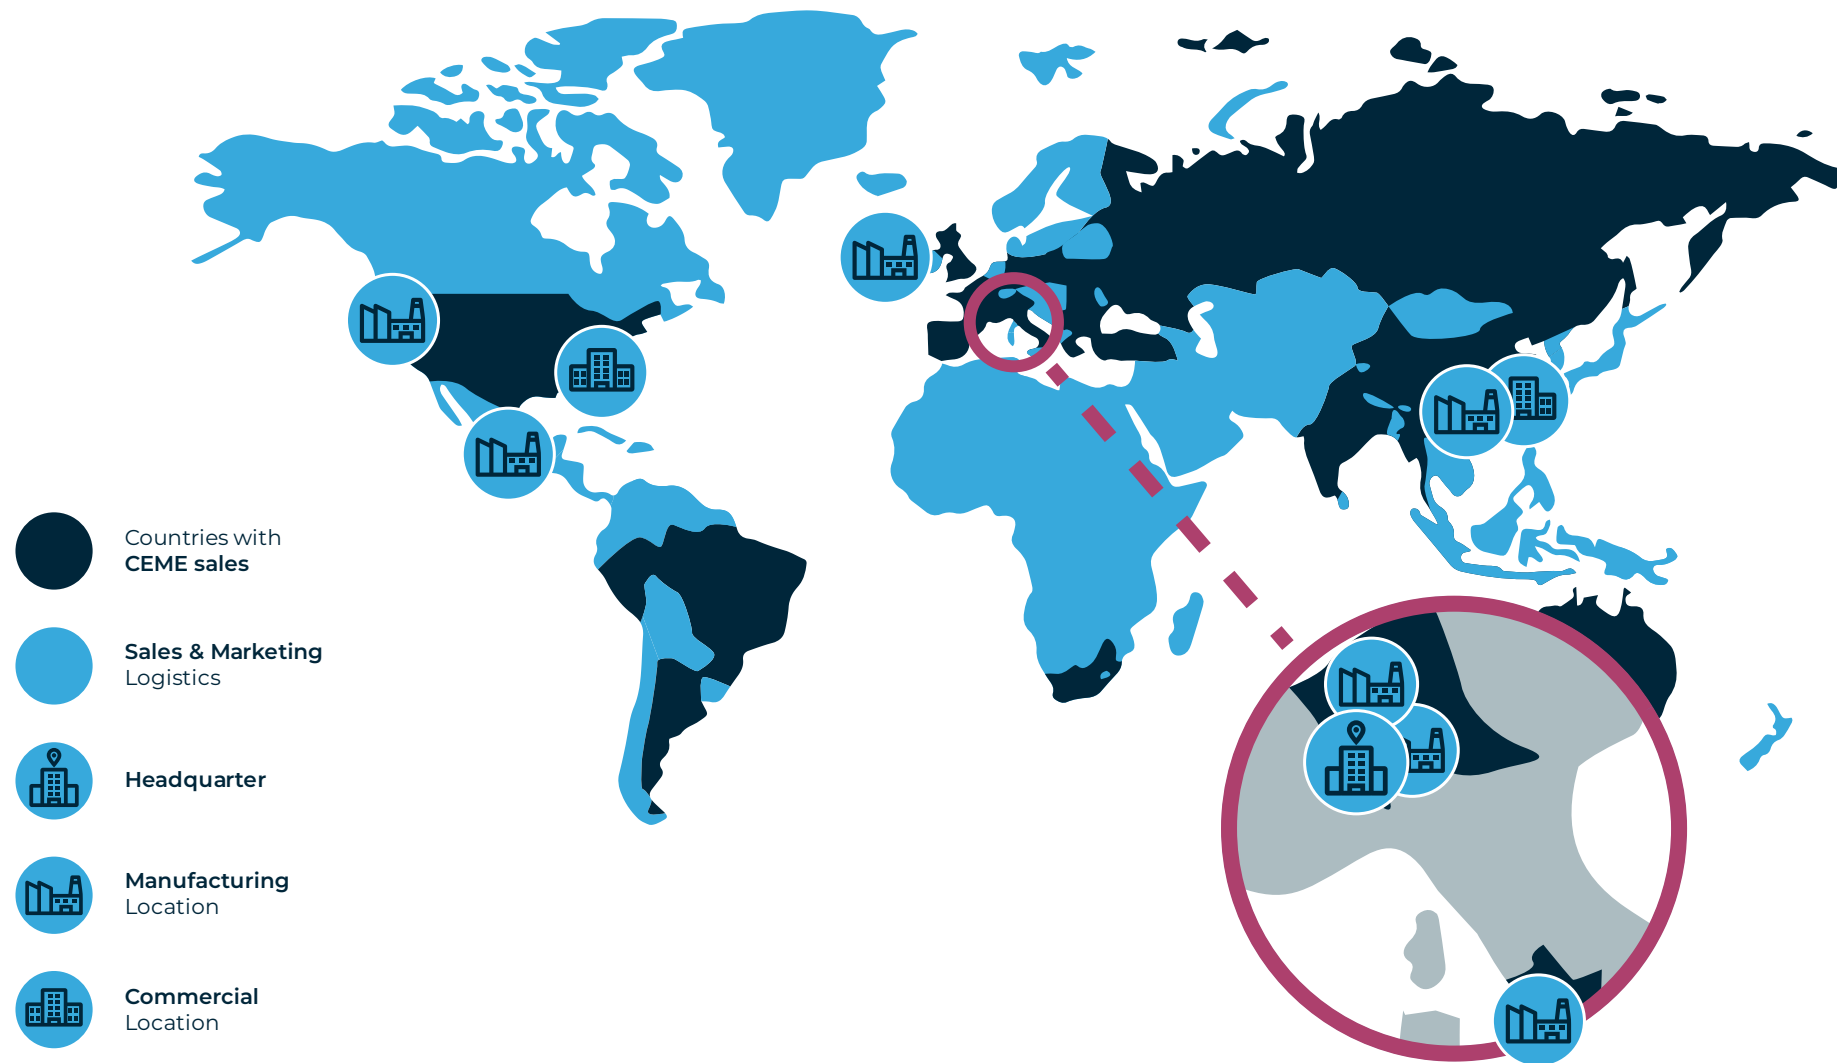 Countries with
CEME sales
Sales & Marketing
Logistics
Headquarter
Manufacturing
Location
Commercial
Location